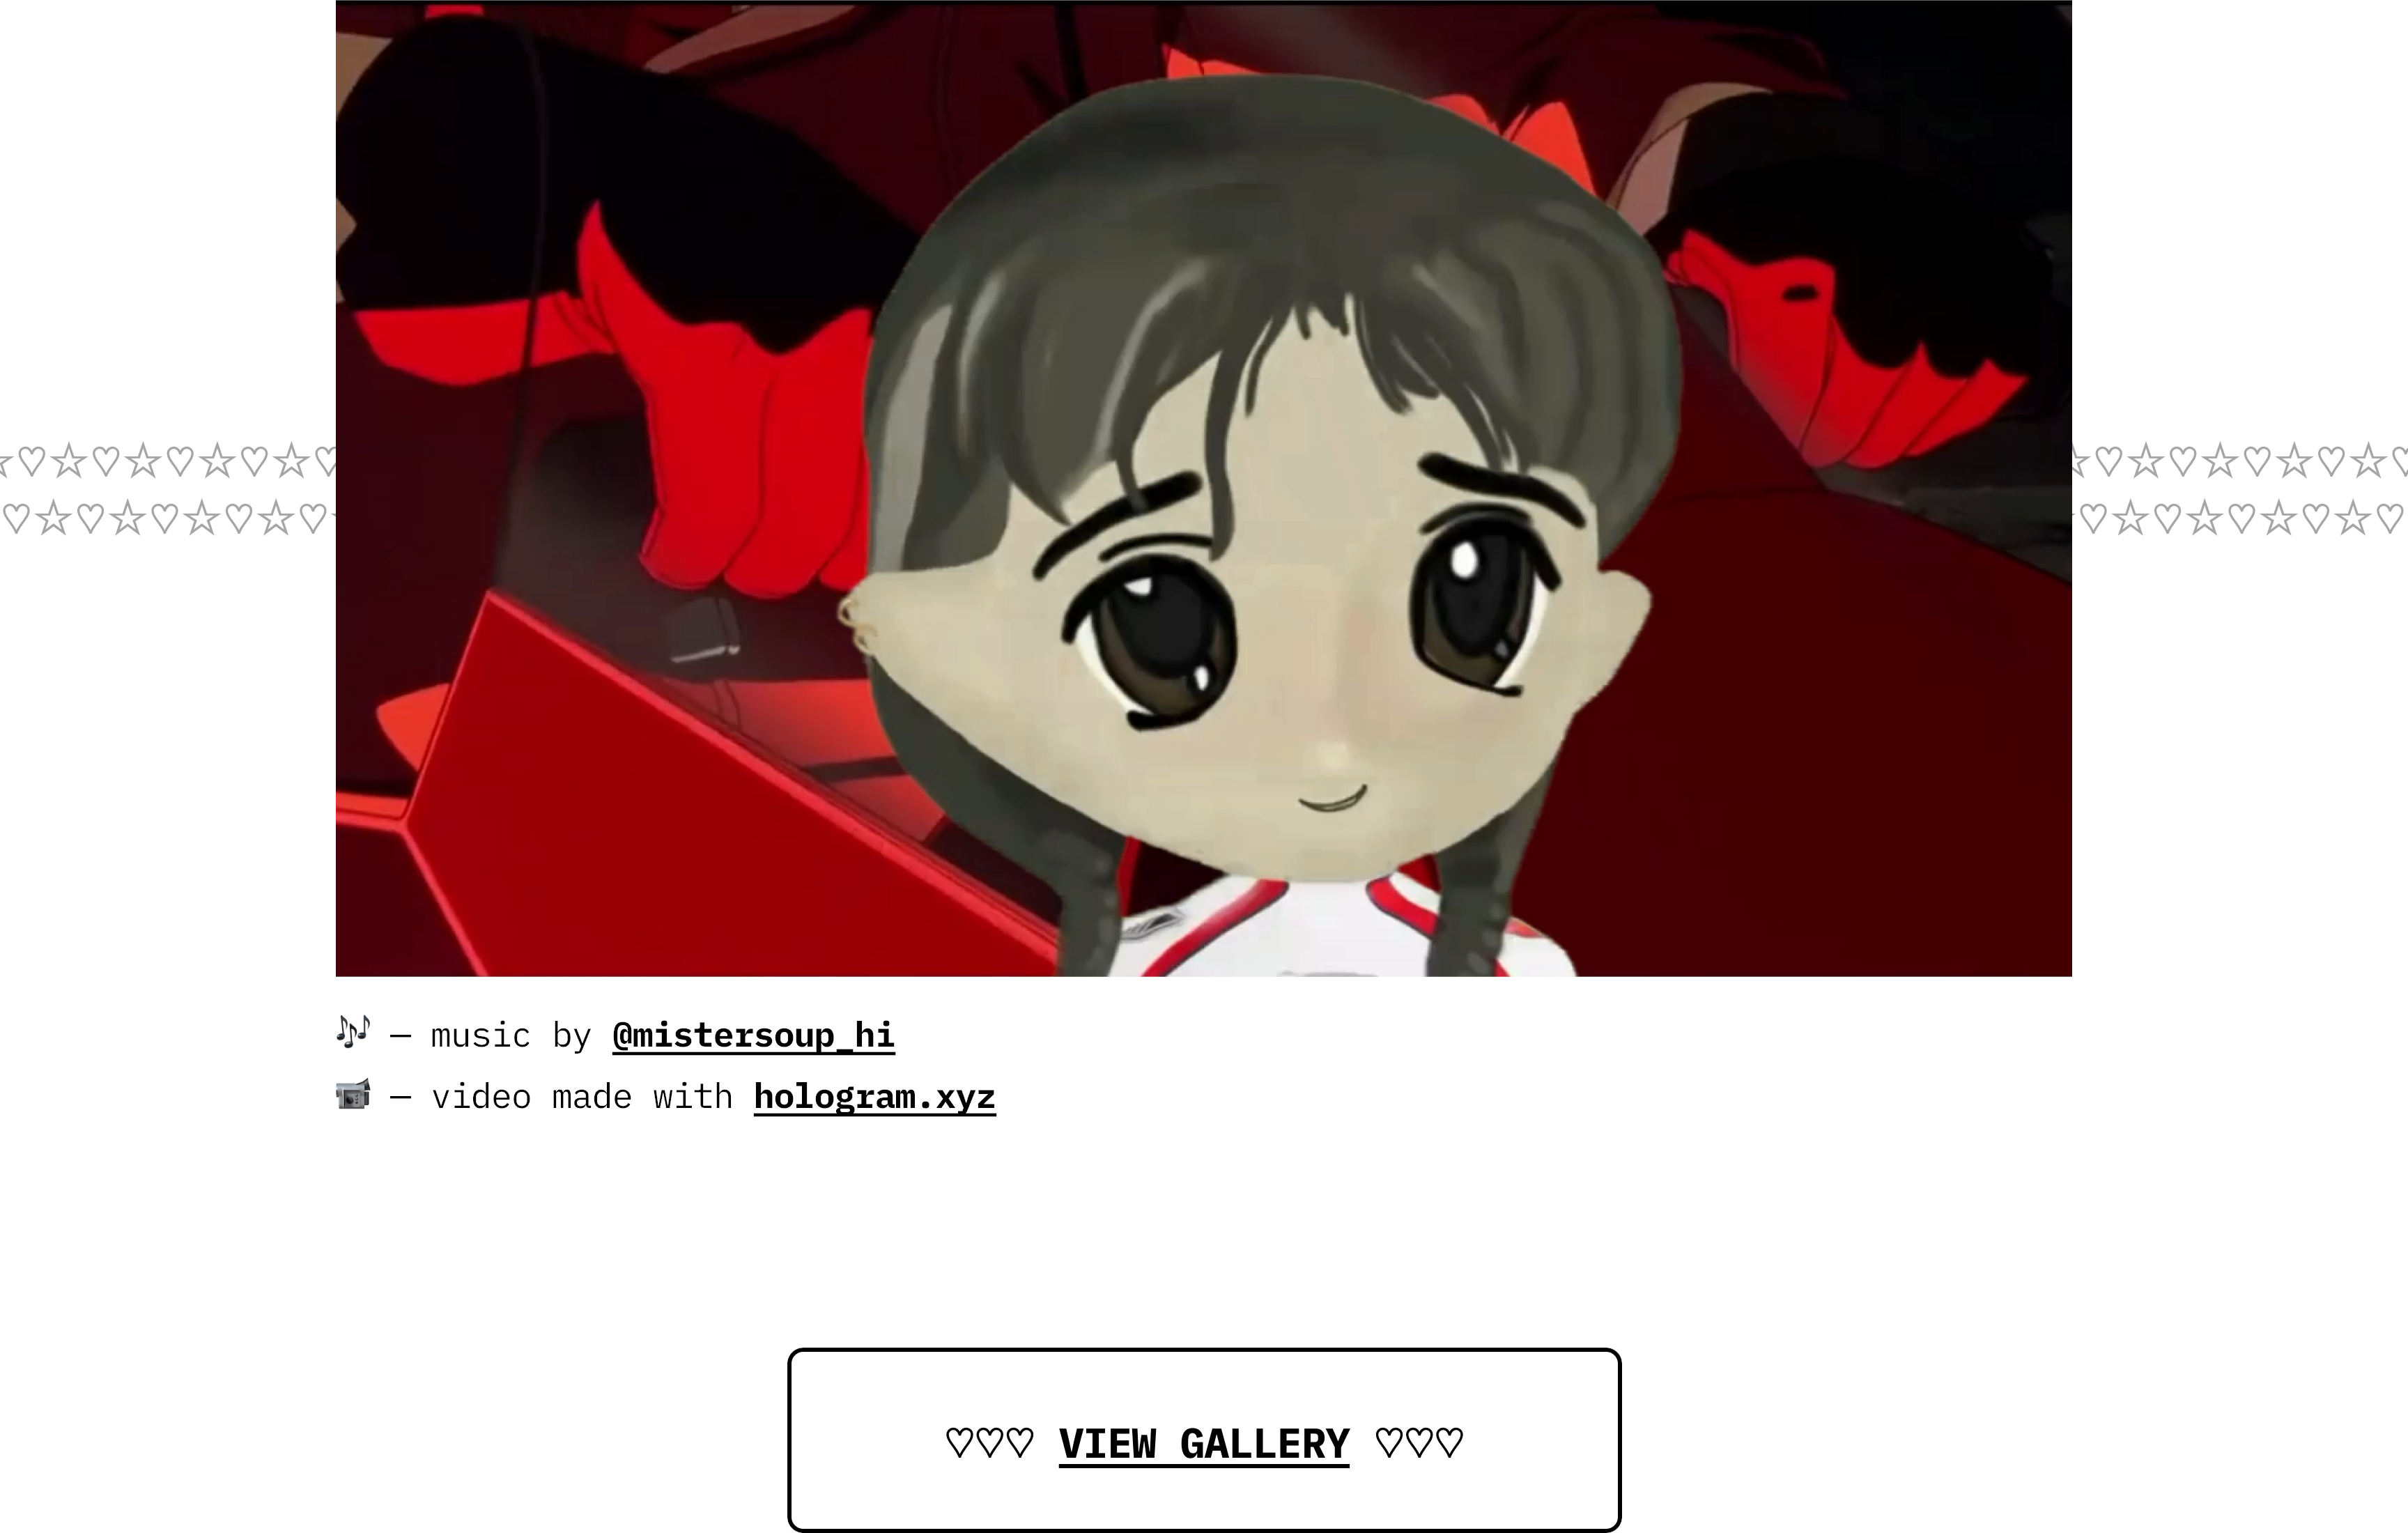 ☆♡☆♡☆♡☆♡☆♡ ☆♡☆♡☆♡☆♡☆♡
♡☆♡☆♡☆♡☆♡☆ ♡☆♡☆♡☆♡☆♡
🎶 — music by @mistersoup_hi
📹 — video made with hologram.xyz
♡♡♡ VIEW GALLERY ♡♡♡